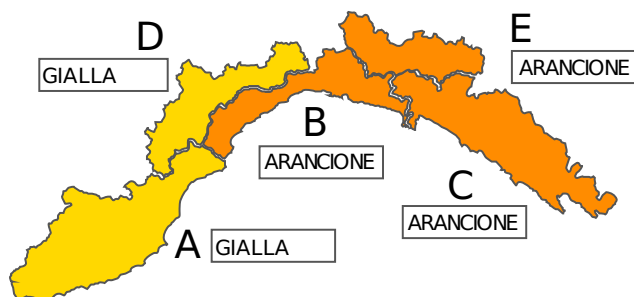 D
GIALLA
E
ARANCIONE
B
ARANCIONE
C
ARANCIONE
A
GIALLA